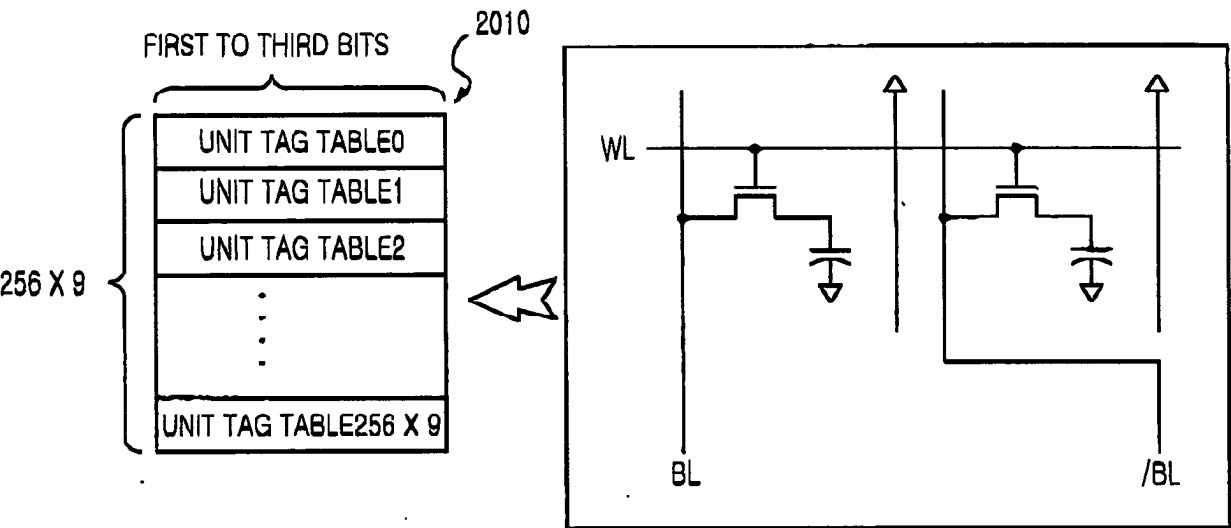 2010
FIRST TO THIRD BITS
UNIT TAG TABLE0
UNIT TAG TABLE1
UNIT TAG TABLE2
256 X 9
UNIT TAG TABLE256 X 9
WL
BL
/BL